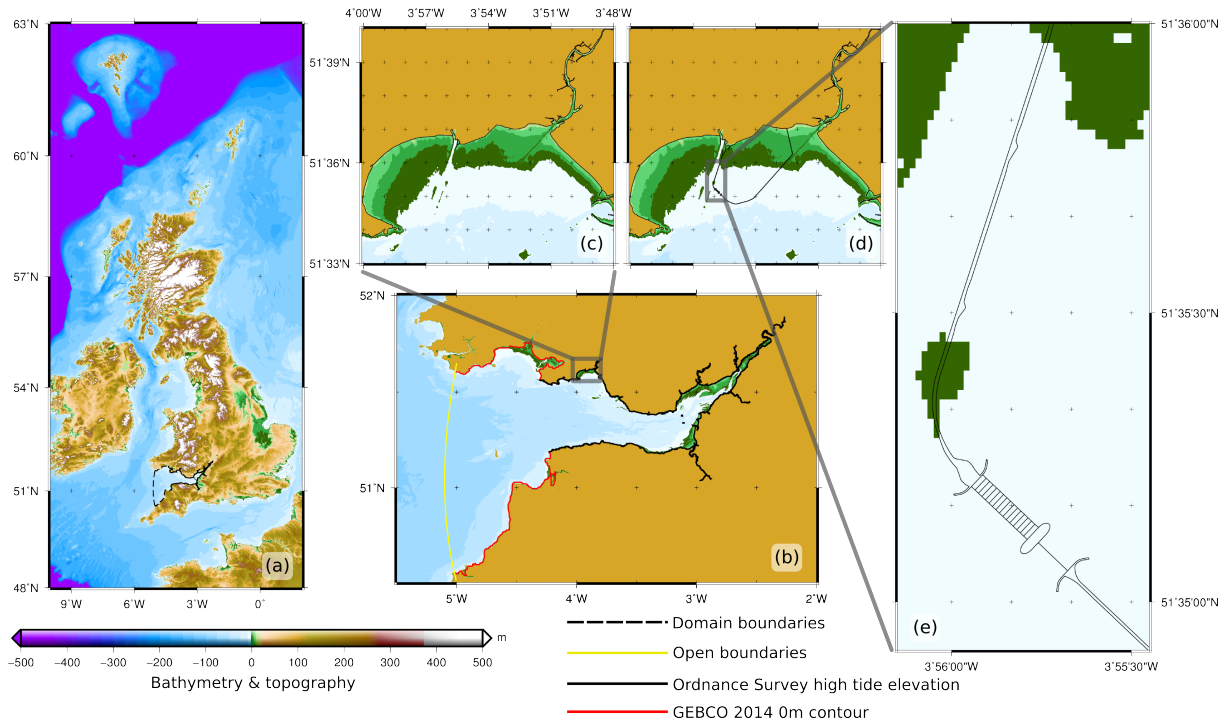 63°N
60°N
57°N
54°N
51°N
48°N
9°W
6°W
3°W
0°
(a)
−500
−400
−300
−200
−100
0
100
200
300
400
500
m
Bathymetry & topography
4°00'W
3°57'W
3°54'W
3°51'W
3°48'W
51°39'N
51°36'N
51°33'N
(c)
(d)
52°N
51°N
5°W
4°W
3°W
2°W
(b)
51°36'00"N
51°35'30"N
51°35'00"N
3°56'00"W
3°55'30"W
(e)
Domain boundaries
Open boundaries
Ordnance Survey high tide elevation
GEBCO 2014 0m contour